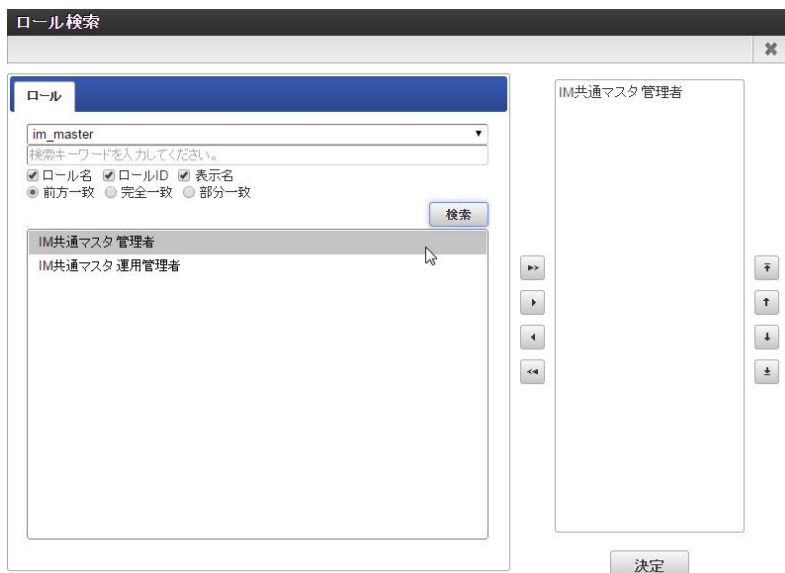 ロール検索
ロール
im_master
検索キーワードを入力してください。
ロール名 ロールID 表示名
前方一致 完全一致 部分一致
検索
IM共通マスタ 管理者
IM共通マスタ 運用管理者
IM共通マスタ 管理者
決定